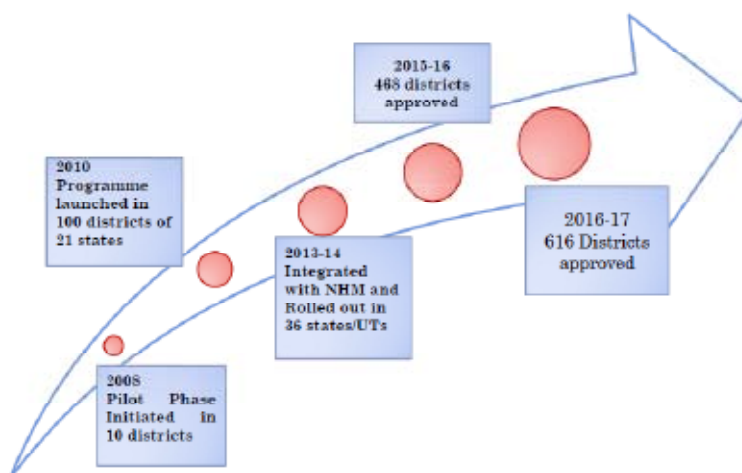 2008
Pilot Phase
Initiated in
10 districts
2010
Programme
launched in
100 districts of
21 states
2013-14
Integrated
with NHM and
Rolled out in
36 states/UTs
2015-16
468 districts
approved
2016-17
616 Districts
approved